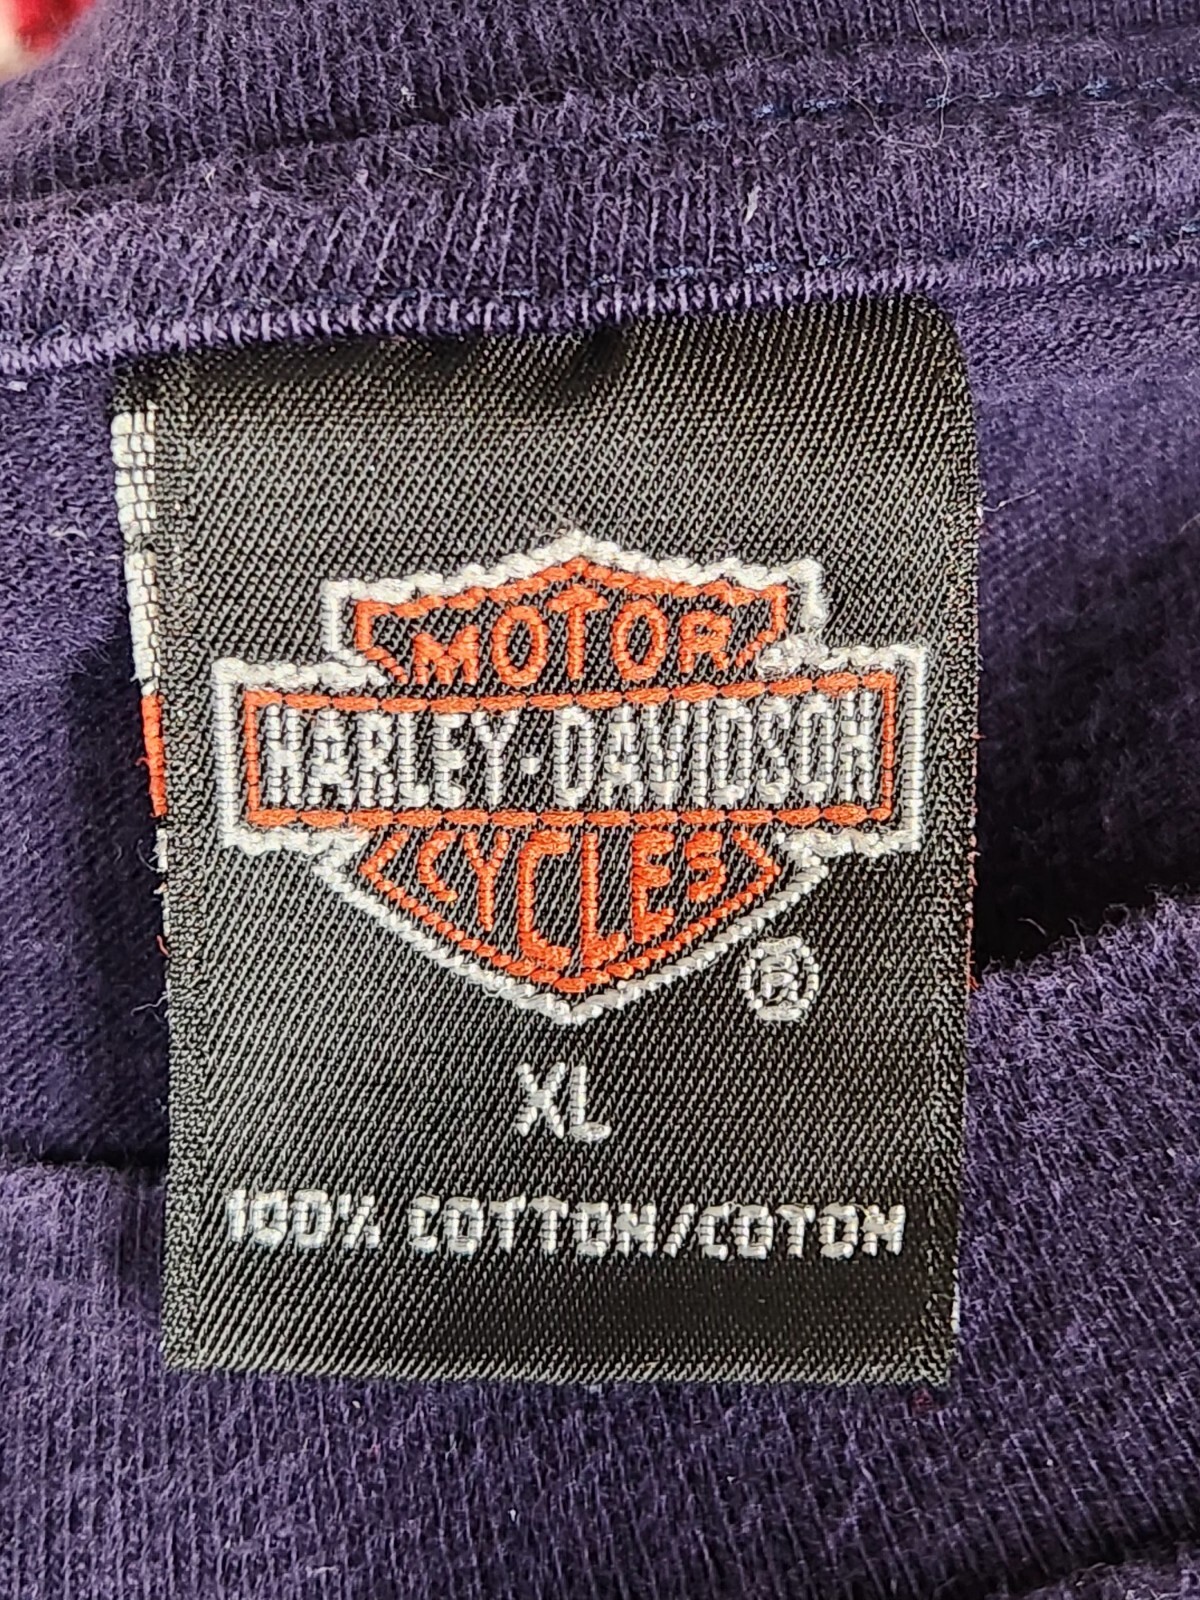 MOTOR
HARLEY-DAVIDSON
CYCLES
®
XL
100% COTTON/COTON